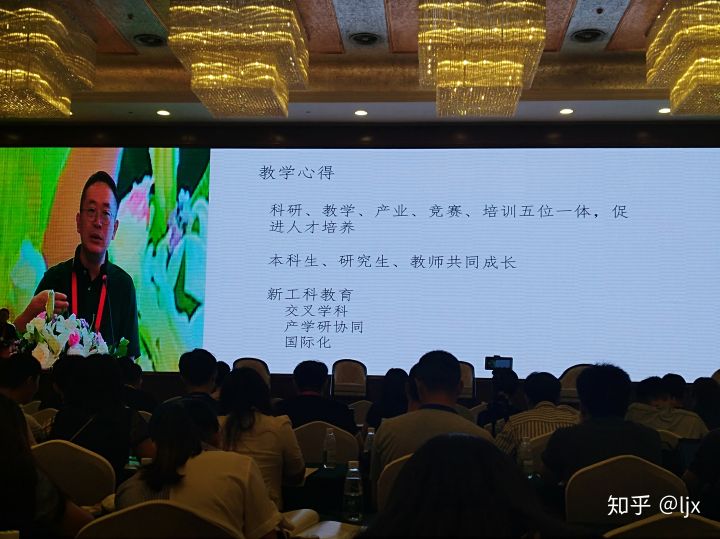 教学心得
科研、教学、产业、竞赛、培训五位一体，促
进人才培养
本科生、研究生、教师共同成长
新工科教育
交叉学科
产学研协同
国际化
知乎 @ljx